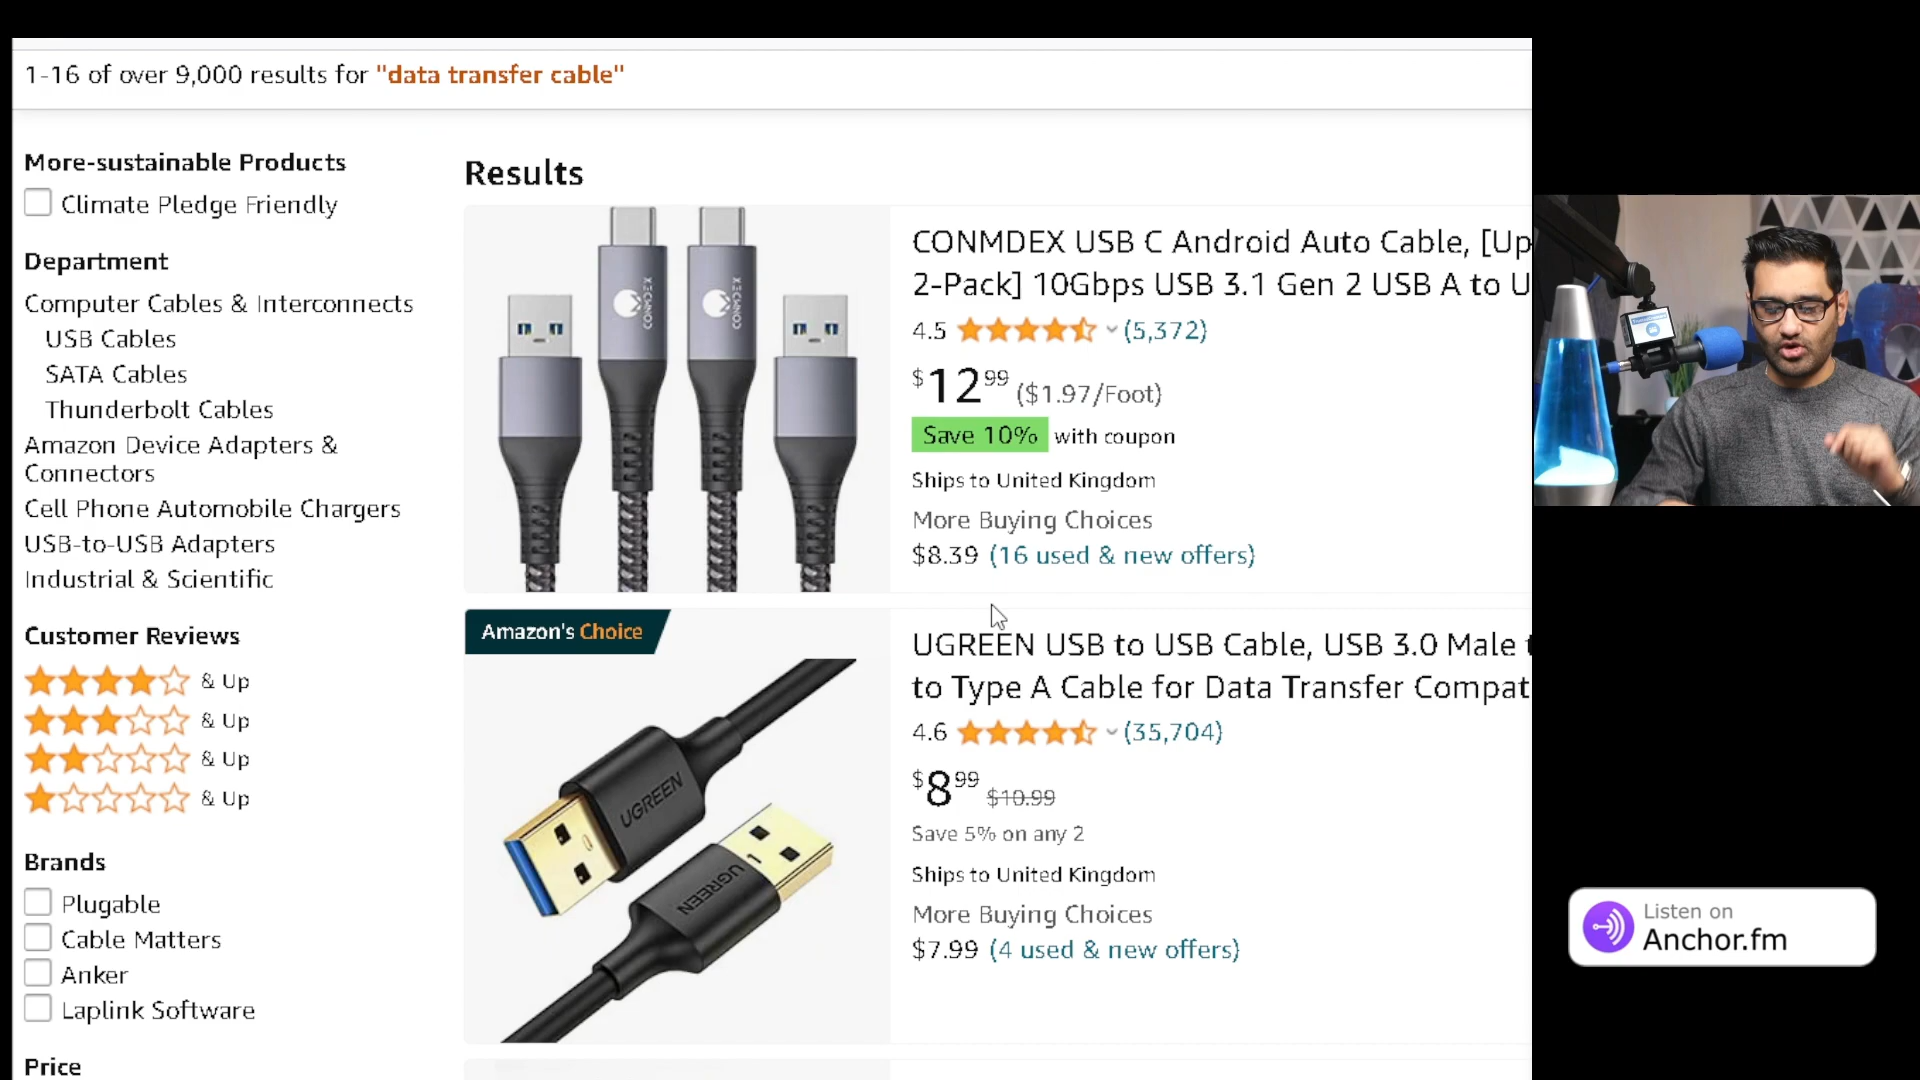 1-16 of over 9,000 results for "data transfer cable"
More-sustainable Products
Climate Pledge Friendly
Department
Computer Cables & Interconnects
USB Cables
SATA Cables
Thunderbolt Cables
Amazon Device Adapters &
Connectors
Cell Phone Automobile Chargers
USB-to-USB Adapters
Industrial & Scientific
Customer Reviews
& Up
& Up
& Up
& Up
Brands
Plugable
Cable Matters
Anker
Laplink Software
Price
Results
CONMDEX
CONMDEX
CONMDEX USB C Android Auto Cable, [Up
2-Pack] 10Gbps USB 3.1 Gen 2 USB A to U
4.5 (5,372)
$12.99 ($1.97/Foot)
Save 10% with coupon
Ships to United Kingdom
More Buying Choices
$8.39 (16 used & new offers)
Amazon's Choice
UGREEN
UGREEN
UGREEN USB to USB Cable, USB 3.0 Male
to Type A Cable for Data Transfer Compat
4.6 (35,704)
$8.99 $10.99
Save 5% on any 2
Ships to United Kingdom
More Buying Choices
$7.99 (4 used & new offers)
Listen on
Anchor.fm